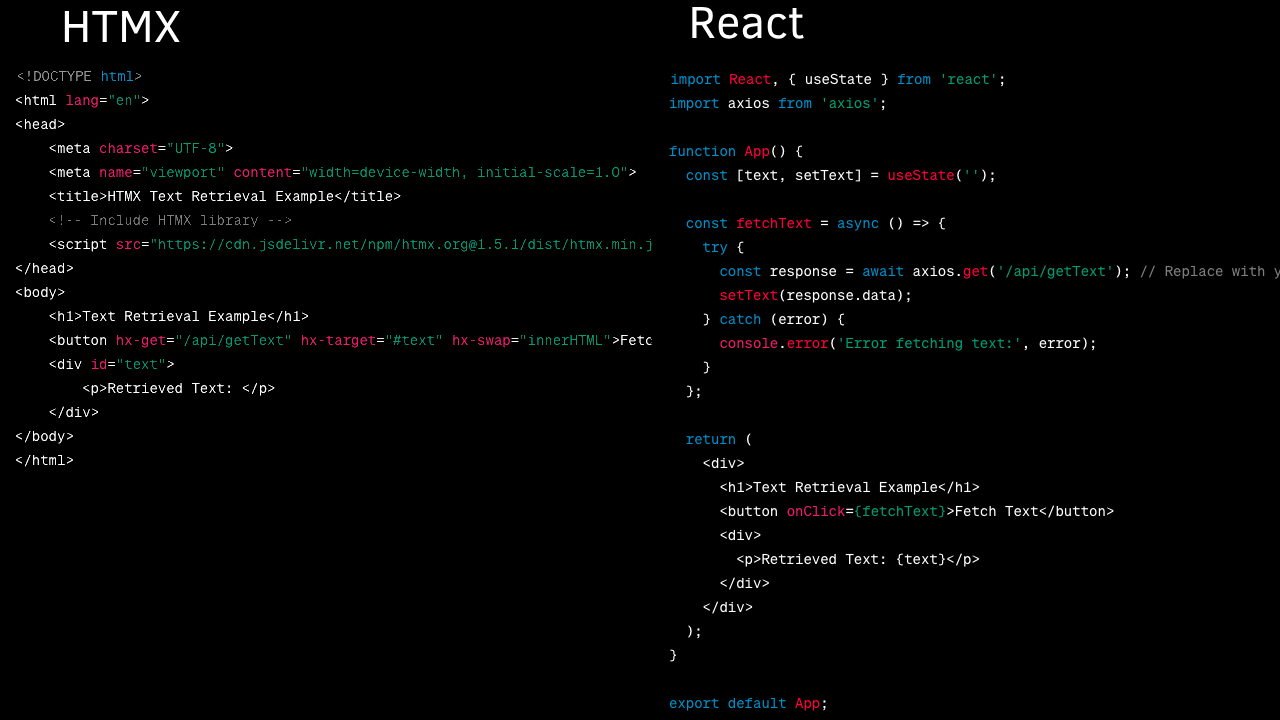 HTMX
<!DOCTYPE html>
<html lang="en">
<head>
    <meta charset="UTF-8">
    <meta name="viewport" content="width=device-width, initial-scale=1.0">
    <title>HTMX Text Retrieval Example</title>
    <!-- Include HTMX library -->
    <script src="https://cdn.jsdelivr.net/npm/htmx.org@1.5.1/dist/htmx.min.j
</head>
<body>
    <h1>Text Retrieval Example</h1>
    <button hx-get="/api/getText" hx-target="#text" hx-swap="innerHTML">Fetc
    <div id="text">
        <p>Retrieved Text: </p>
    </div>
</body>
</html>
React
import React, { useState } from 'react';
import axios from 'axios';
function App() {
  const [text, setText] = useState('');
  const fetchText = async () => {
    try {
      const response = await axios.get('/api/getText'); // Replace with y
      setText(response.data);
    } catch (error) {
      console.error('Error fetching text:', error);
    }
  };
  return (
    <div>
      <h1>Text Retrieval Example</h1>
      <button onClick={fetchText}>Fetch Text</button>
      <div>
        <p>Retrieved Text: {text}</p>
      </div>
    </div>
  );
}
export default App;